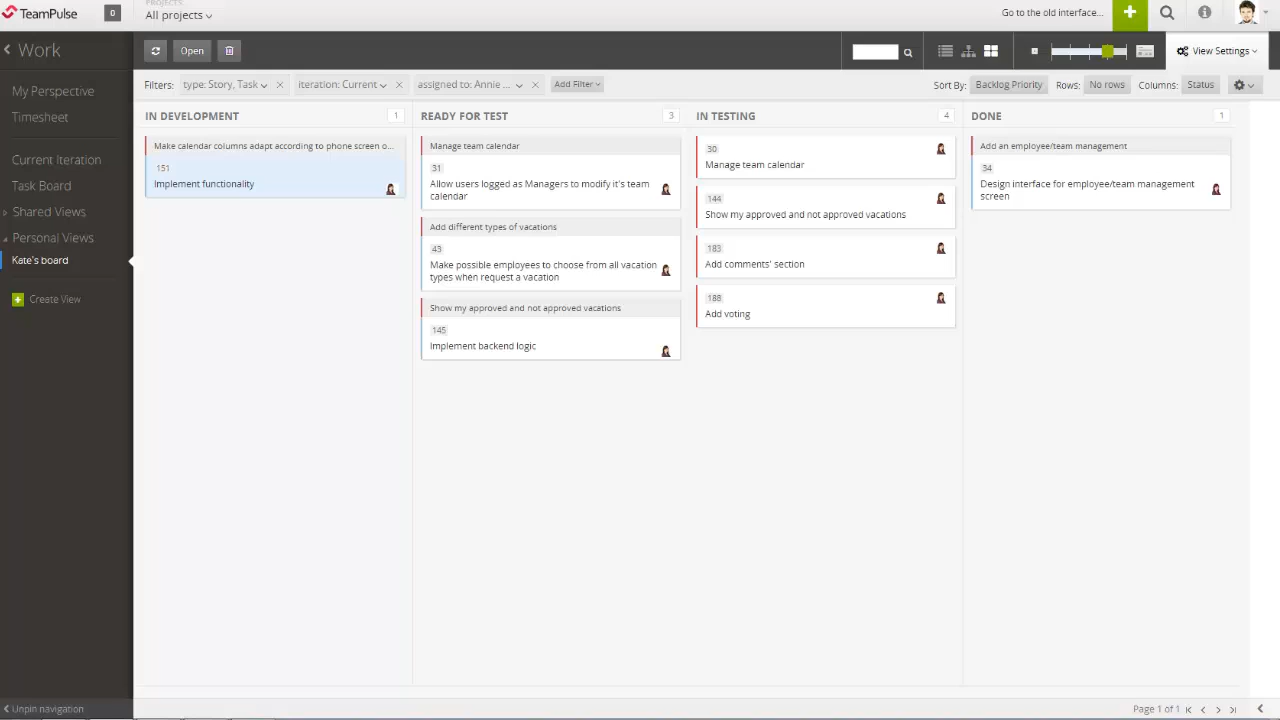 TeamPulse
0
PROJECTS
All projects
Go to the old interface...
Work
Open
View Settings
Filters:
type: Story, Task
iteration: Current
assigned to: Annie ...
Add Filter
Sort By:
Backlog Priority
Rows:
No rows
Columns:
Status
My Perspective
Timesheet
Current Iteration
Task Board
Shared Views
Personal Views
Kate's board
Create View
IN DEVELOPMENT
1
Make calendar columns adapt according to phone screen o...
151
Implement functionality
READY FOR TEST
3
Manage team calendar
31
Allow users logged as Managers to modify it's team
calendar
Add different types of vacations
43
Make possible employees to choose from all vacation
types when request a vacation
Show my approved and not approved vacations
145
Implement backend logic
IN TESTING
4
30
Manage team calendar
144
Show my approved and not approved vacations
183
Add comments' section
188
Add voting
DONE
1
Add an employee/team management
34
Design interface for employee/team management
screen
Unpin navigation
Page 1 of 1